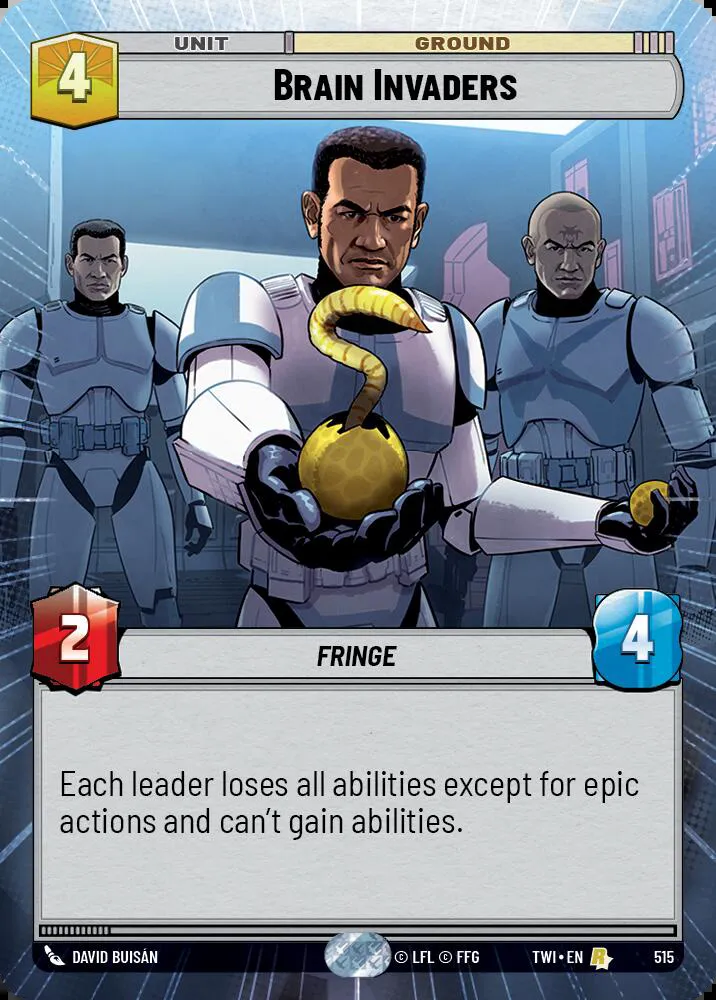 UNIT
GROUND
4
BRAIN INVADERS
2
FRINGE
4
Each leader loses all abilities except for epic
actions and can't gain abilities.
DAVID BUISÁN
© LFL © FFG
TWI•EN
R
515